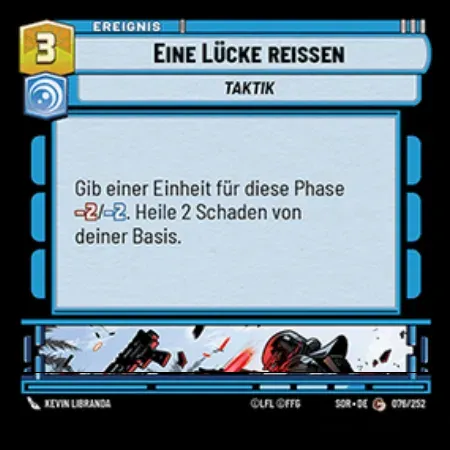 EREIGNIS
3
EINE LÜCKE REISSEN
TAKTIK
Gib einer Einheit für diese Phase
-2/-2. Heile 2 Schaden von
deiner Basis.
KEVIN LIBRANDA ©LFL ©FFG SOR • DE C 076/252